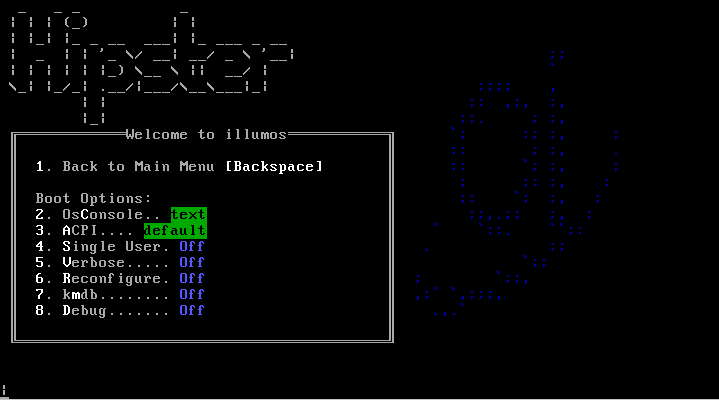 Hipster
Welcome to illumos
1. Back to Main Menu [Backspace]
Boot Options:
2. OsConsole.. text
3. ACPI.... default
4. Single User. Off
5. Verbose..... Off
6. Reconfigure. Off
7. kmdb........ Off
8. Debug....... Off